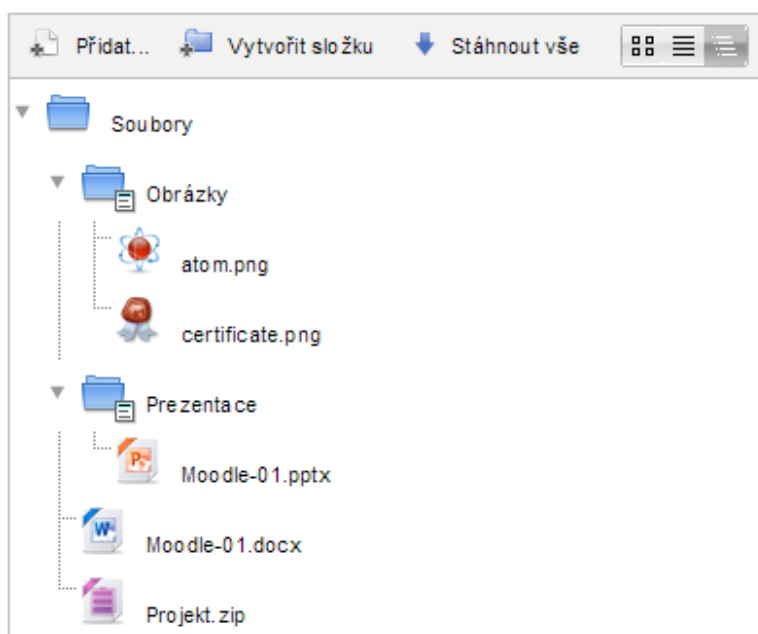 Přidat... Vytvořit složku Stáhnout vše
Soubory
Obrázky
atom.png
certificate.png
Prezentace
Moodle-01.pptx
Moodle-01.docx
Projekt.zip